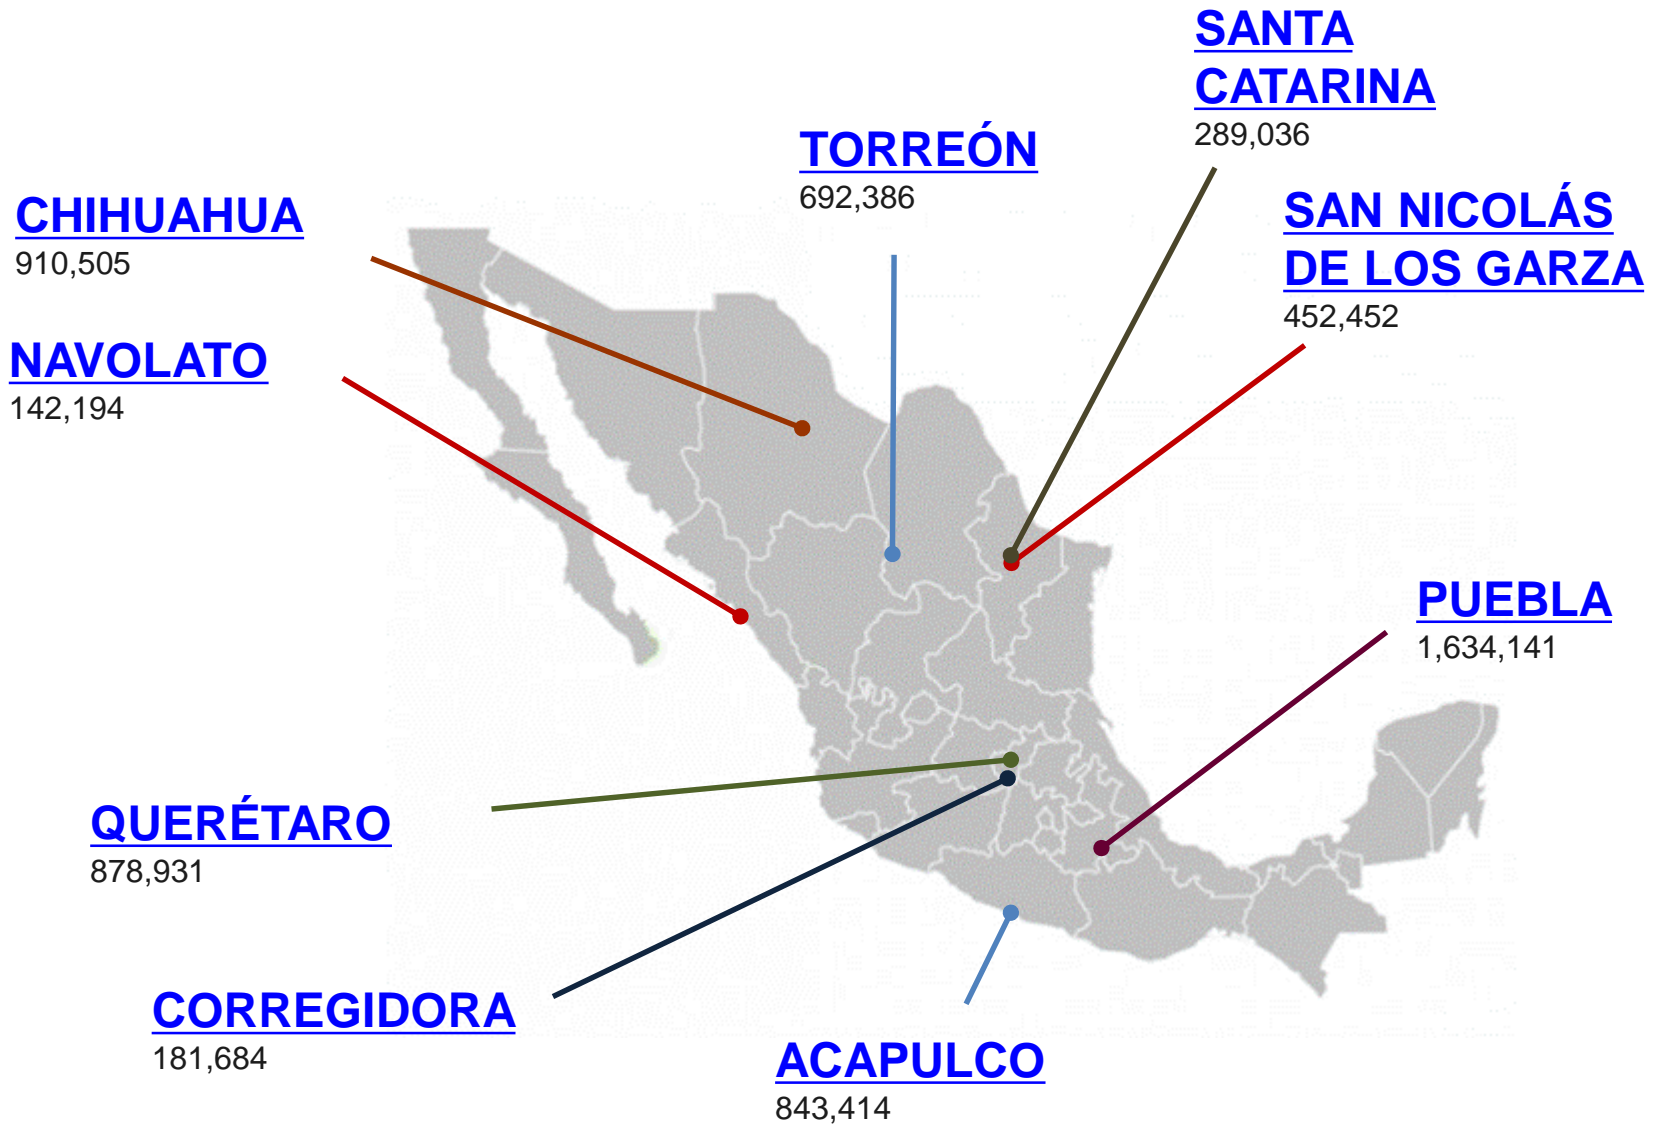 SANTA
CATARINA
289,036
TORREÓN
692,386
CHIHUAHUA
910,505
SAN NICOLÁS
DE LOS GARZA
452,452
NAVOLATO
142,194
PUEBLA
1,634,141
QUERÉTARO
878,931
CORREGIDORA
181,684
ACAPULCO
843,414